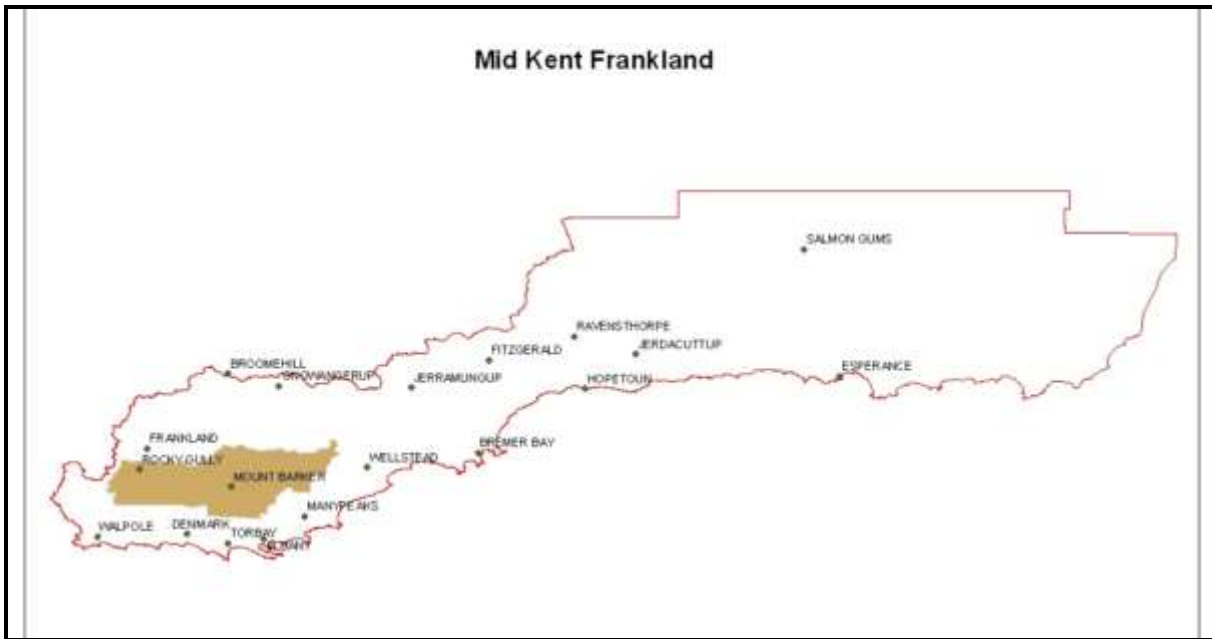 Mid Kent Frankland
SALMON GUMS
RAVENSTHORPE
JERDACUTTUP
FITZGERALD
BROOMEHILL
GNOWANGERUP
JERRAMUNGUP
HOPETOUN
ESPERANCE
FRANKLAND
ROCKY GULLY
MOUNT BARKER
WELLSTEAD
BREMER BAY
MANYPEAKS
WALPOLE
DENMARK
TORBAY
ALBANY